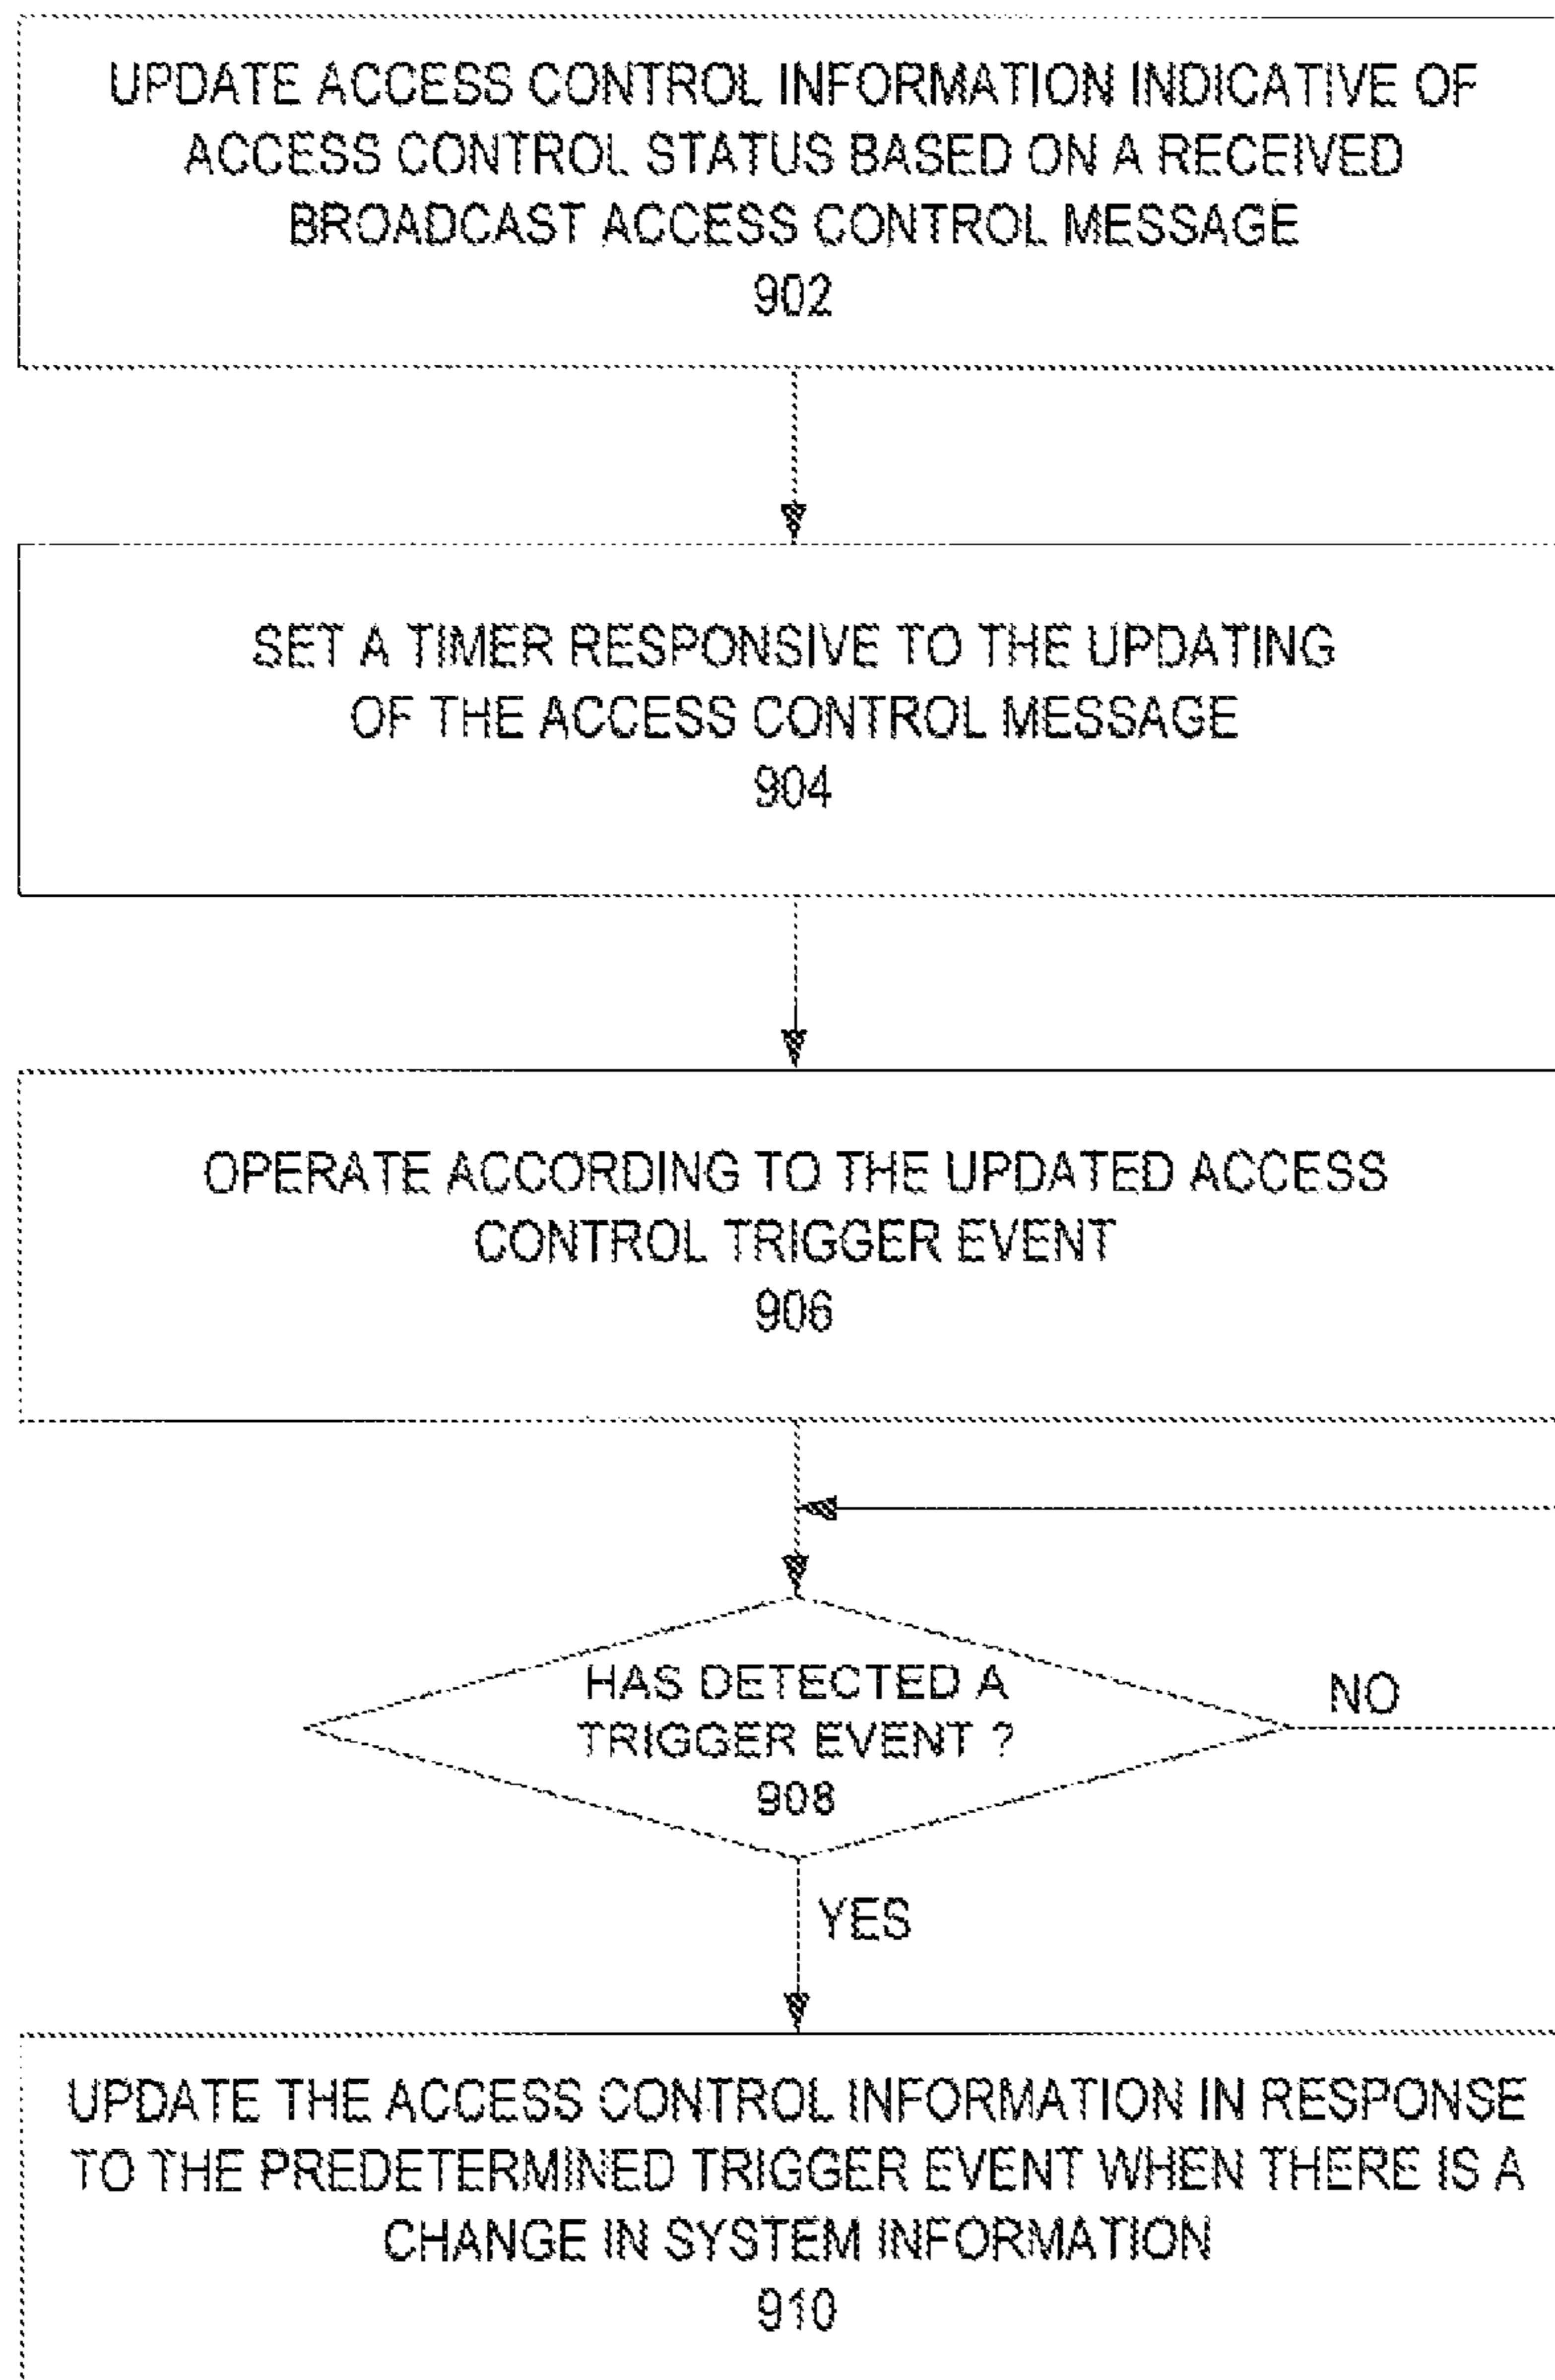 UPDATE ACCESS CONTROL INFORMATION INDICATIVE OF
ACCESS CONTROL STATUS BASED ON A RECEIVED
BROADCAST ACCESS CONTROL MESSAGE
902
SET A TIMER RESPONSIVE TO THE UPDATING
OF THE ACCESS CONTROL MESSAGE
904
OPERATE ACCORDING TO THE UPDATED ACCESS
CONTROL TRIGGER EVENT
906
HAS DETECTED A
TRIGGER EVENT ?
908
NO
YES
UPDATE THE ACCESS CONTROL INFORMATION IN RESPONSE
TO THE PREDETERMINED TRIGGER EVENT WHEN THERE IS A
CHANGE IN SYSTEM INFORMATION
910